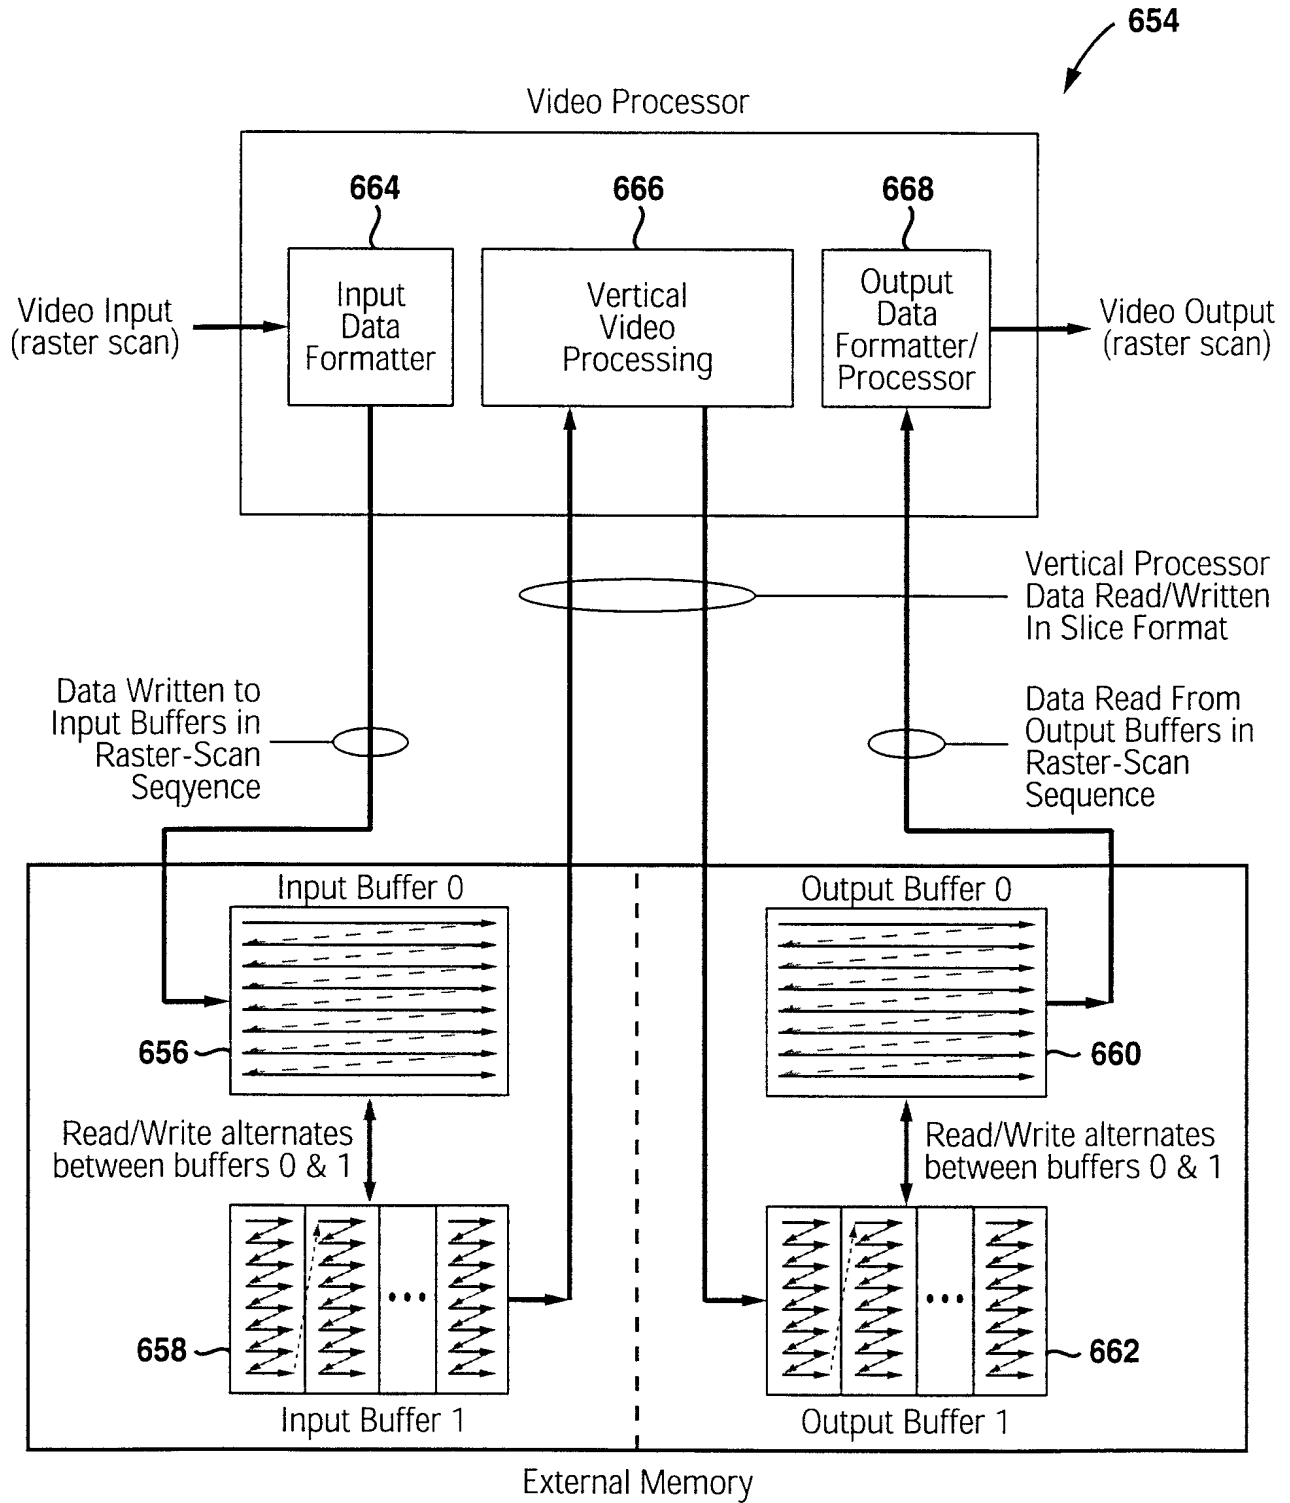 654
Video Processor
664
666
668
Video Input
(raster scan)
Input
Data
Formatter
Vertical
Video
Processing
Output
Data
Formatter/
Processor
Video Output
(raster scan)
Vertical Processor
Data Read/Written
In Slice Format
Data Written to
Input Buffers in
Raster-Scan
Seqyence
Data Read From
Output Buffers in
Raster-Scan
Sequence
Input Buffer 0
Output Buffer 0
656
660
Read/Write alternates
between buffers 0 & 1
Read/Write alternates
between buffers 0 & 1
658
662
Input Buffer 1
Output Buffer 1
External Memory